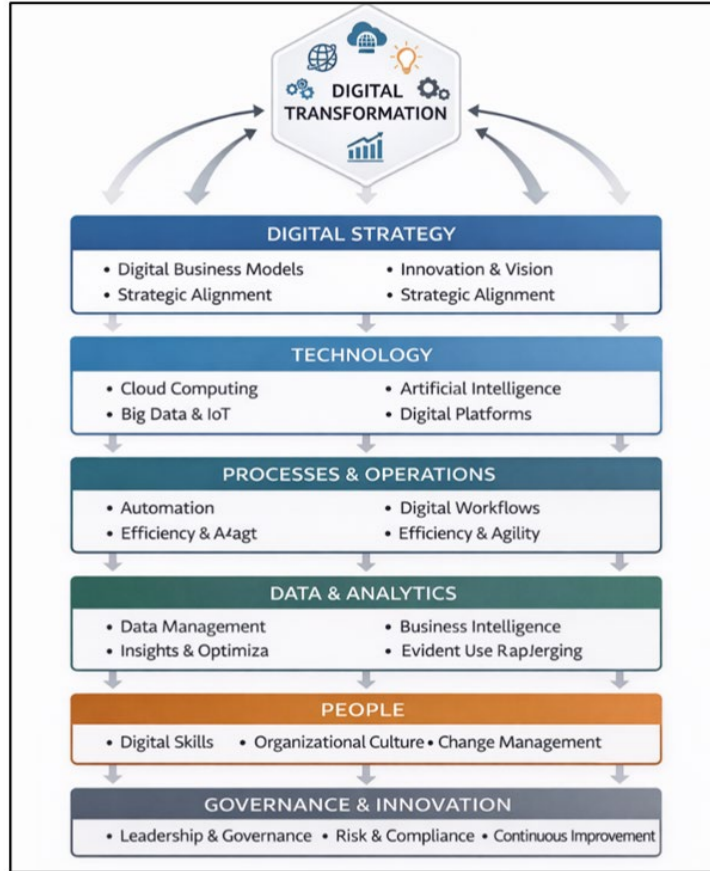 DIGITAL
TRANSFORMATION
DIGITAL STRATEGY
• Digital Business Models • Innovation & Vision
• Strategic Alignment • Strategic Alignment
TECHNOLOGY
• Cloud Computing • Artificial Intelligence
• Big Data & IoT • Digital Platforms
PROCESSES & OPERATIONS
• Automation • Digital Workflows
• Efficiency & • Efficiency & Agility
DATA & ANALYTICS
• Data Management • Business Intelligence
• Insights & Optimiza • Evident Use
PEOPLE
• Digital Skills • Organizational Culture • Change Management
GOVERNANCE & INNOVATION
• Leadership & Governance • Risk & Compliance • Continuous Improvement